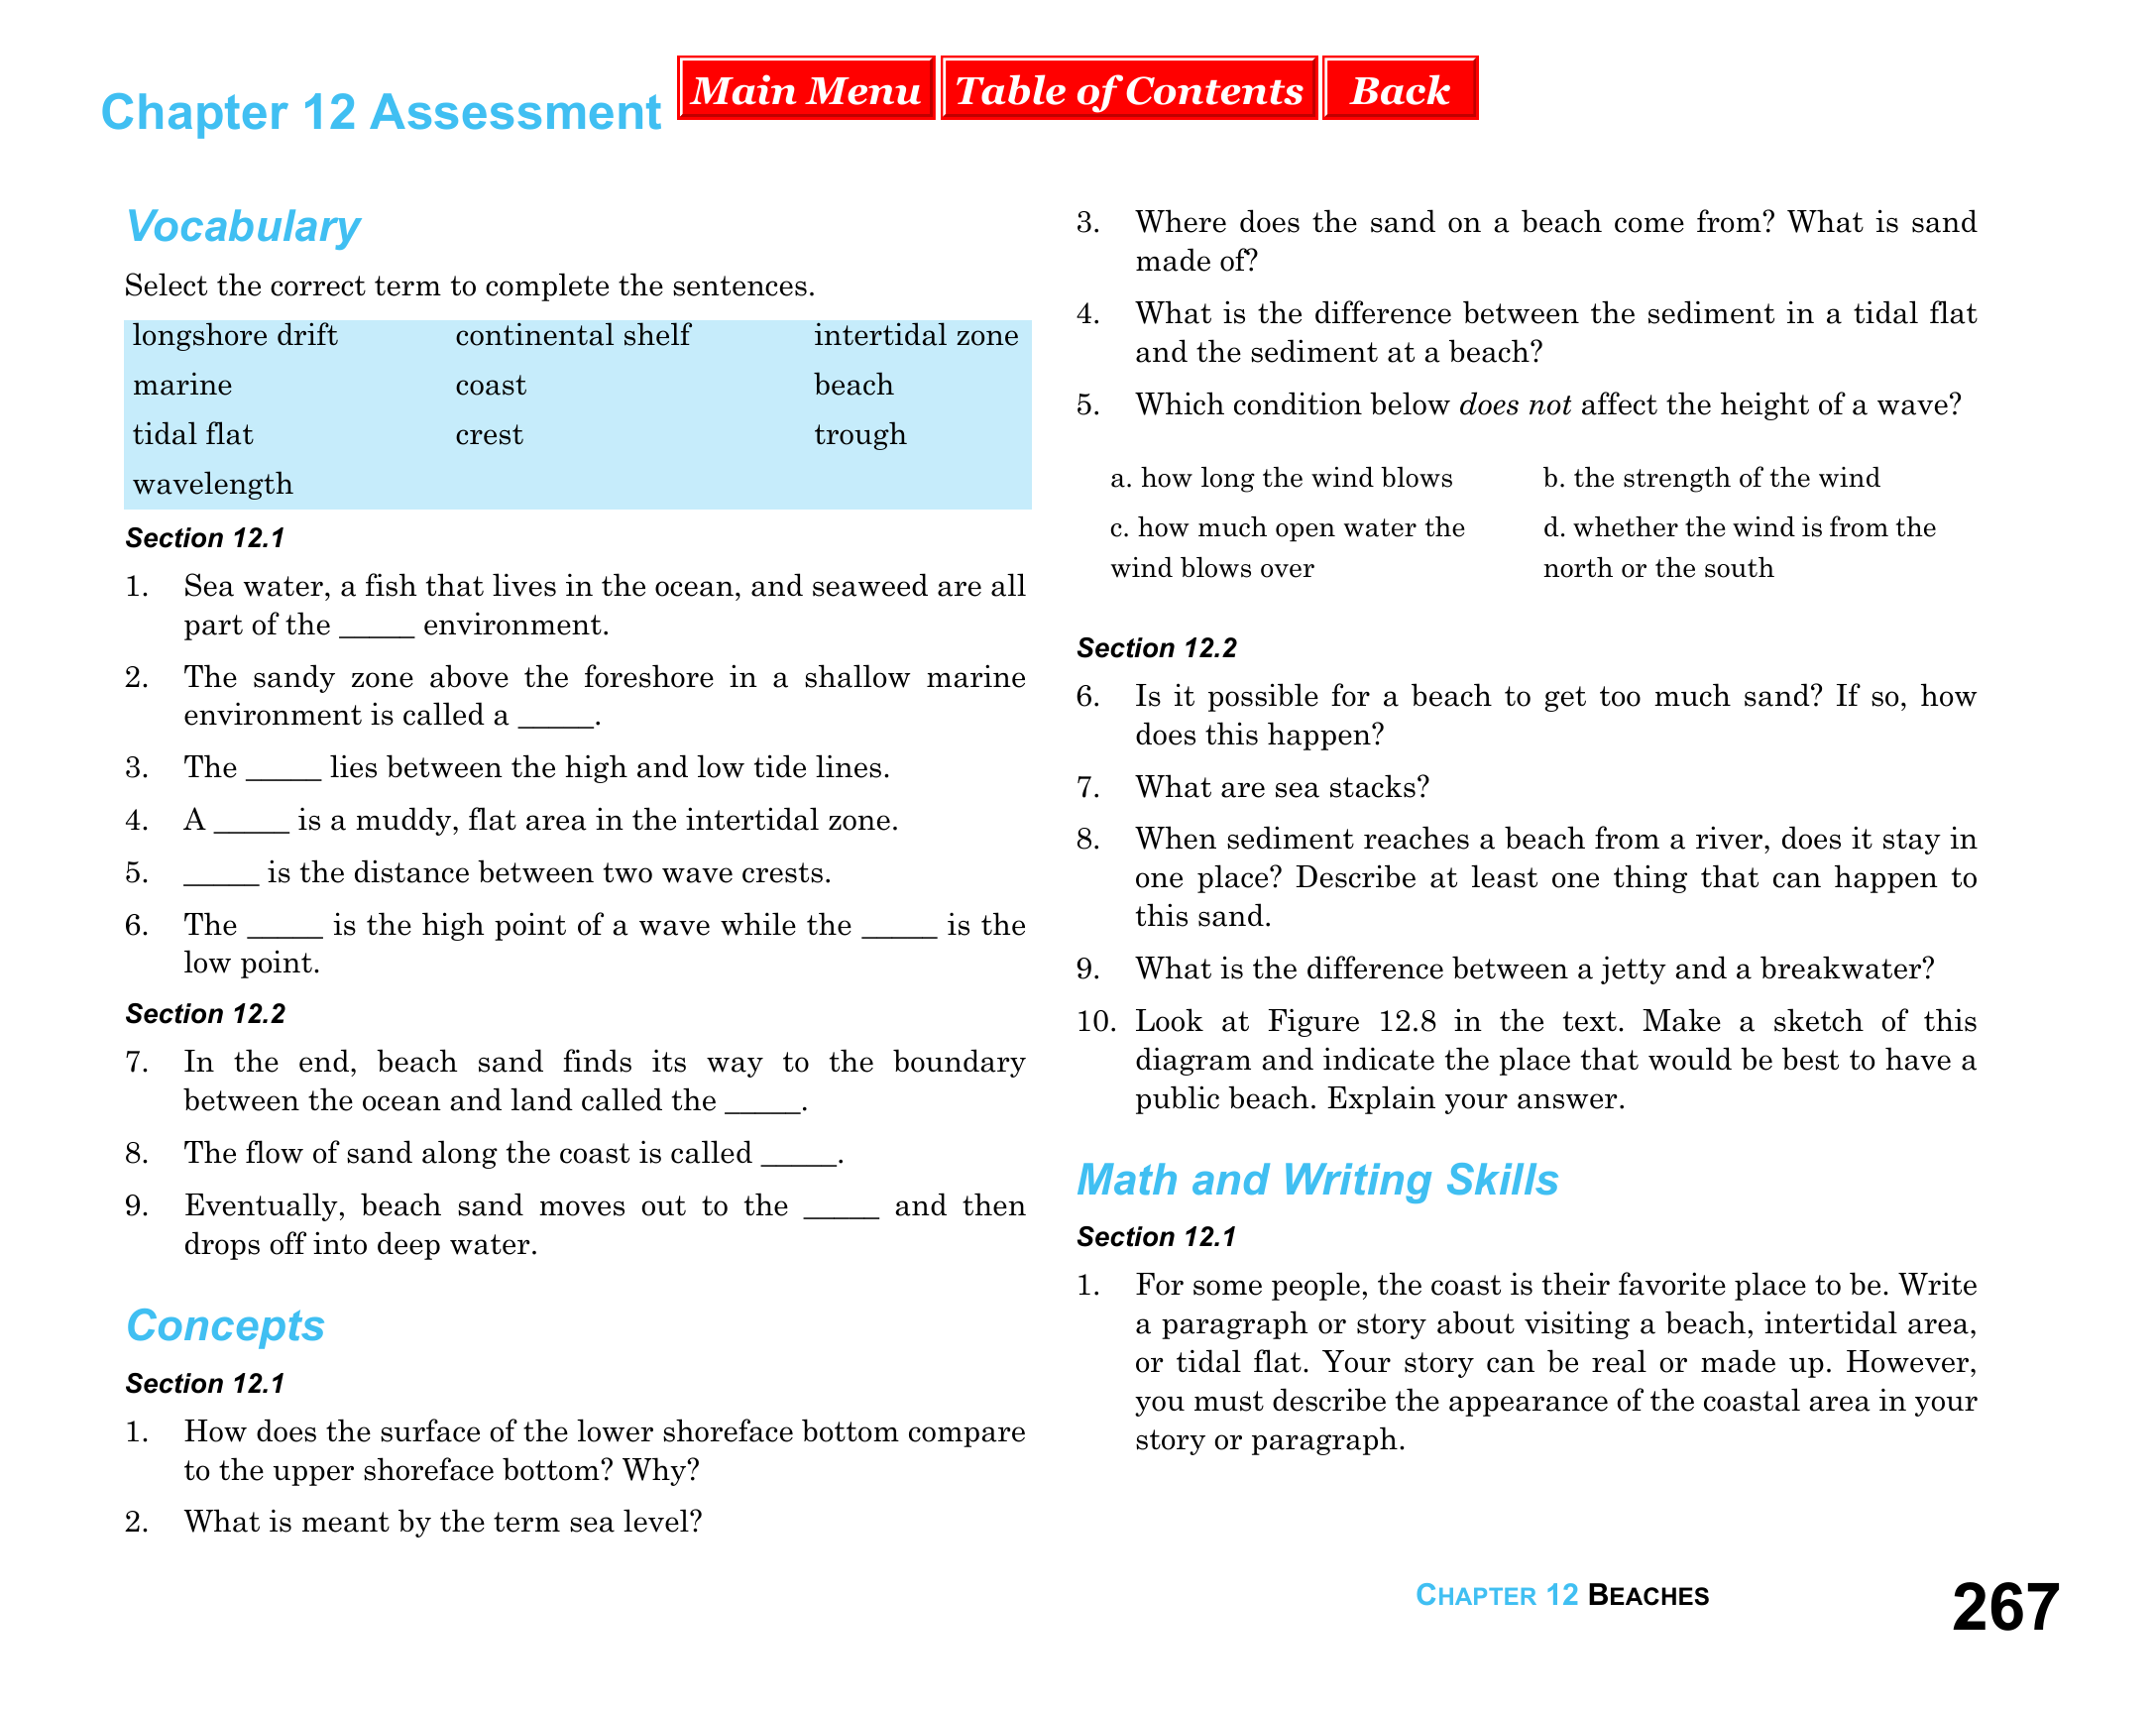 Chapter 12 Assessment
Main Menu Table of Contents Back
Vocabulary
Select the correct term to complete the sentences.
longshore drift continental shelf intertidal zone
marine coast beach
tidal flat crest trough
wavelength
Section 12.1
1. Sea water, a fish that lives in the ocean, and seaweed are all
part of the _____ environment.
2. The sandy zone above the foreshore in a shallow marine
environment is called a _____.
3. The _____ lies between the high and low tide lines.
4. A _____ is a muddy, flat area in the intertidal zone.
5. _____ is the distance between two wave crests.
6. The _____ is the high point of a wave while the _____ is the
low point.
Section 12.2
7. In the end, beach sand finds its way to the boundary
between the ocean and land called the _____.
8. The flow of sand along the coast is called _____.
9. Eventually, beach sand moves out to the _____ and then
drops off into deep water.
Concepts
Section 12.1
1. How does the surface of the lower shoreface bottom compare
to the upper shoreface bottom? Why?
2. What is meant by the term sea level?
3. Where does the sand on a beach come from? What is sand
made of?
4. What is the difference between the sediment in a tidal flat
and the sediment at a beach?
5. Which condition below does not affect the height of a wave?
a. how long the wind blows b. the strength of the wind
c. how much open water the d. whether the wind is from the
wind blows over north or the south
Section 12.2
6. Is it possible for a beach to get too much sand? If so, how
does this happen?
7. What are sea stacks?
8. When sediment reaches a beach from a river, does it stay in
one place? Describe at least one thing that can happen to
this sand.
9. What is the difference between a jetty and a breakwater?
10. Look at Figure 12.8 in the text. Make a sketch of this
diagram and indicate the place that would be best to have a
public beach. Explain your answer.
Math and Writing Skills
Section 12.1
1. For some people, the coast is their favorite place to be. Write
a paragraph or story about visiting a beach, intertidal area,
or tidal flat. Your story can be real or made up. However,
you must describe the appearance of the coastal area in your
story or paragraph.
CHAPTER 12 BEACHES 267